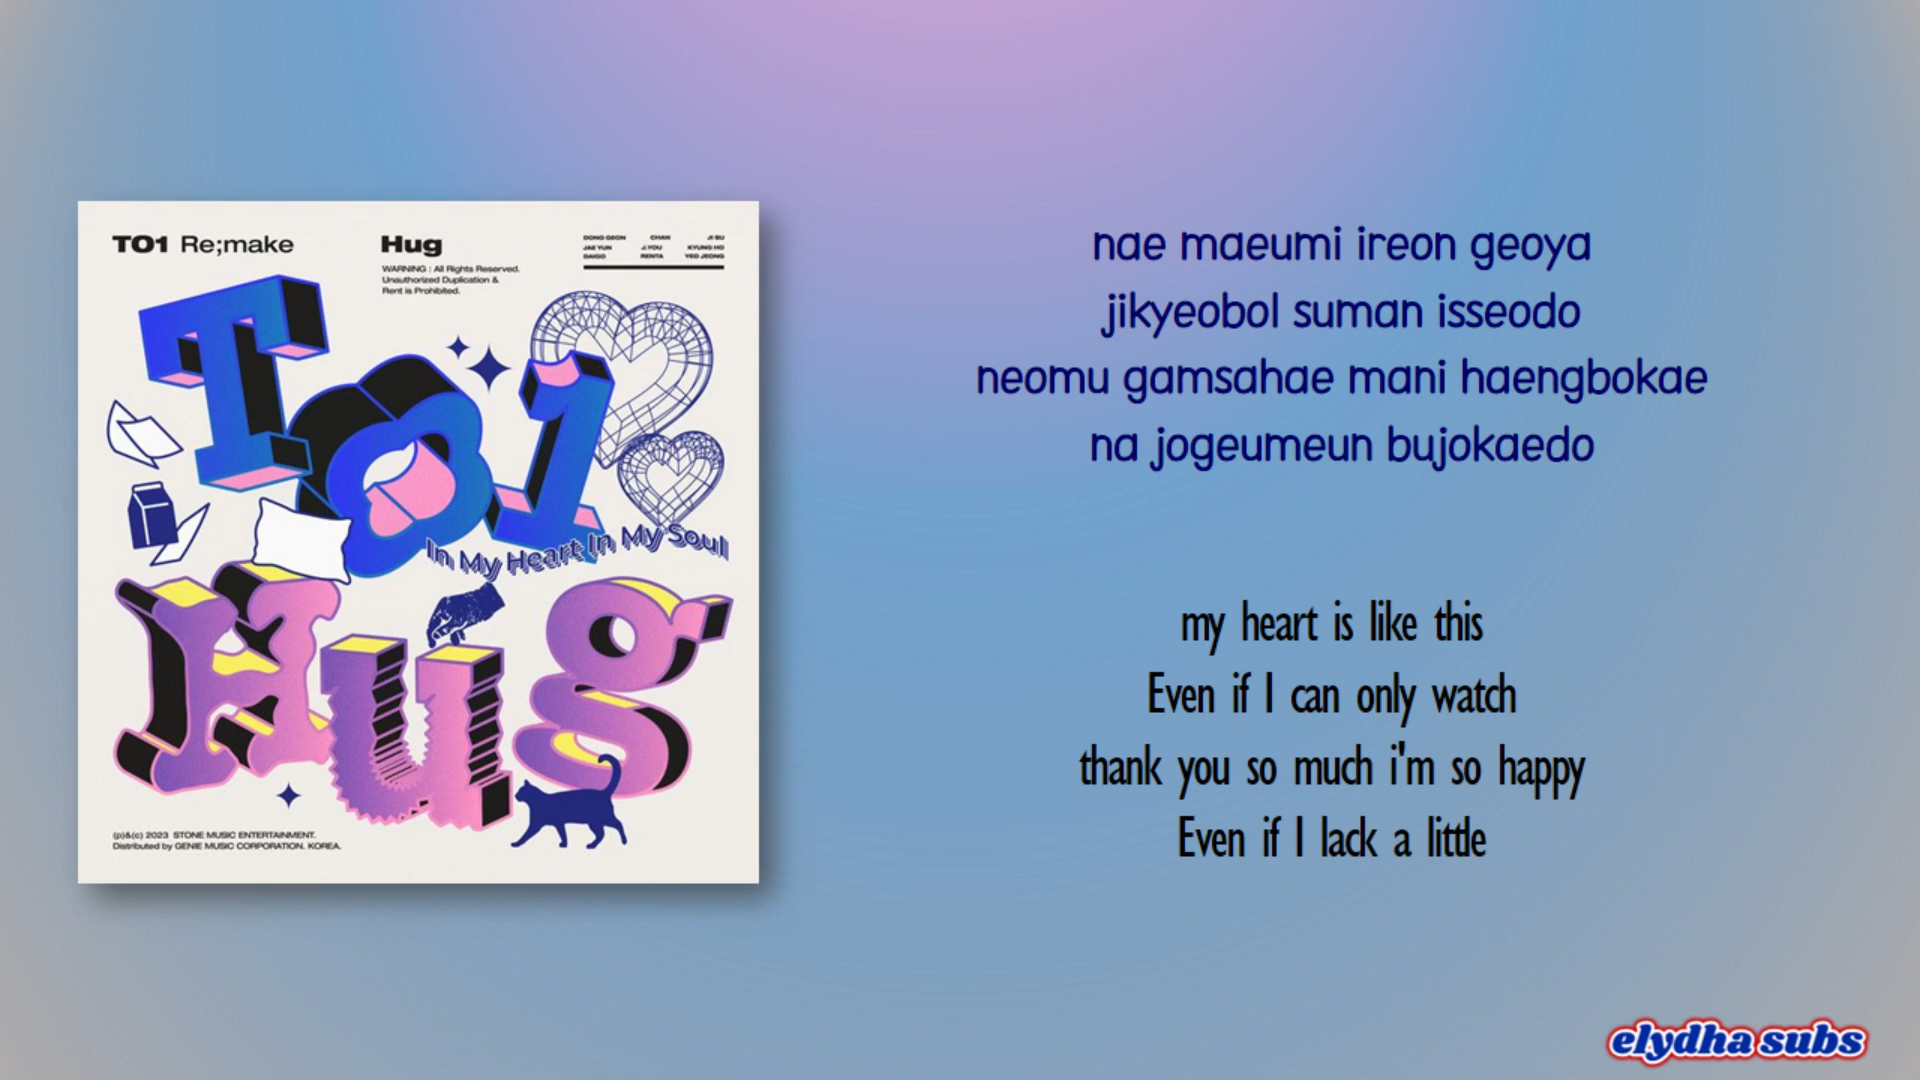 TO1 Re;make
Hug
WARNING : All Rights Reserved.
Unauthorized Duplication &
Rent is Prohibited.
DONG GEON CHAN JI SU
JAE YUN J.YOU KYUNG HO
DAIGO RENTA YEO JEONG
To1
In My Heart In My Soul
Hug
(p)&(c) 2023 STONE MUSIC ENTERTAINMENT.
Distributed by GENIE MUSIC CORPORATION. KOREA.
nae maeumi ireon geoya
jikyeobol suman isseodo
neomu gamsahae mani haengbokae
na jogeumeun bujokaedo
my heart is like this
Even if I can only watch
thank you so much i'm so happy
Even if I lack a little
elydha subs